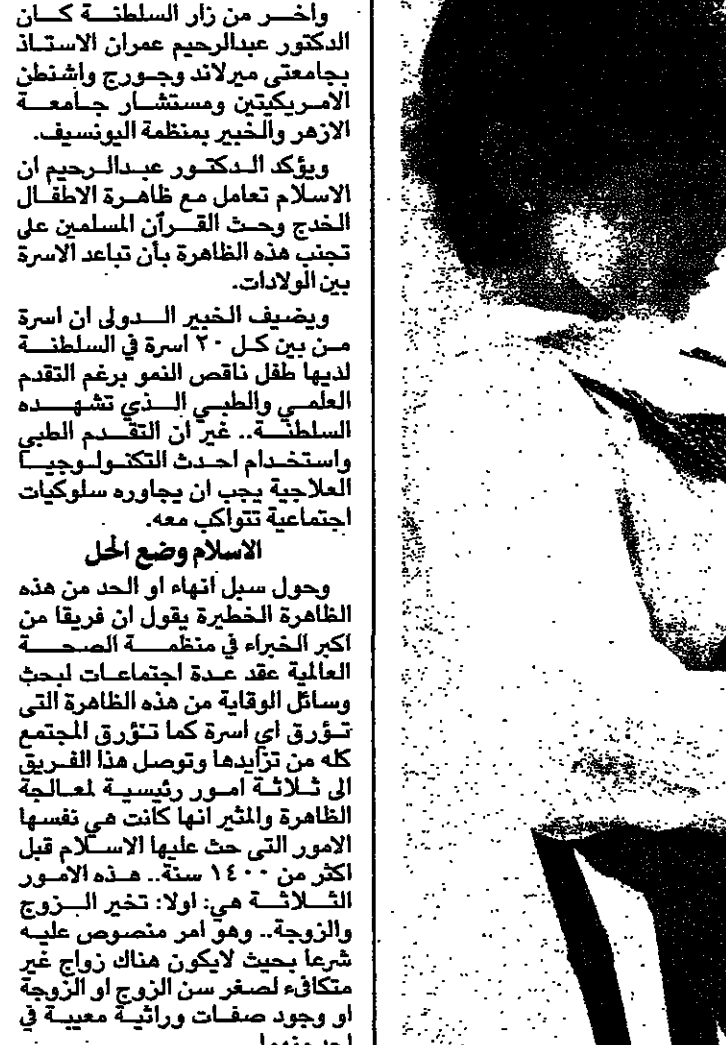 وآخر من زار السلطنة كان
الدكتور عبدالرحيم عمران الاستاذ
بجامعتى ميرلاند وجورج واشنطن
الامريكيتين ومستشار جامعة
الازهر والخبير بمنظمة اليونسيف.
ويؤكد الدكتور عبدالرحيم ان
الاسلام تعامل مع ظاهرة الاطفال
الخدج وحث القرآن المسلمين على
تجنب هذه الظاهرة بأن تباعد الاسرة
بين الولادات.
ويضيف الخبير الدولى ان اسرة
من بين كل ٢٠ اسرة في السلطنة
لديها طفل ناقص النمو برغم التقدم
العلمي والطبي الذي تشهده
السلطنة.. غير ان التقدم الطبي
واستخدام احدث التكنولوجيا
العلاجية يجب ان يجاوره سلوكيات
اجتماعية تتواكب معه.
الاسلام وضع الحل
وحول سبل انهاء او الحد من هذه
الظاهرة الخطيرة يقول ان فريقا من
اكبر الخبراء في منظمة الصحة
العالمية عقد عدة اجتماعات لبحث
وسائل الوقاية من هذه الظاهرة التى
تؤرق اي اسرة كما تؤرق المجتمع
كله من تزايدها وتوصل هذا الفريق
الى ثلاثة امور رئيسية لمعالجة
الظاهرة والمثير انها كانت هي نفسها
الامور التى حث عليها الاسلام قبل
اكثر من ١٤٠٠ سنة.. هذه الامور
الثلاثة هي: اولا: تخير الزوج
والزوجة.. وهو امر منصوص عليه
شرعا بحيث لايكون هناك زواج غير
متكافىء لصغر سن الزوج او الزوجة
او وجود صفات وراثية معيبة في